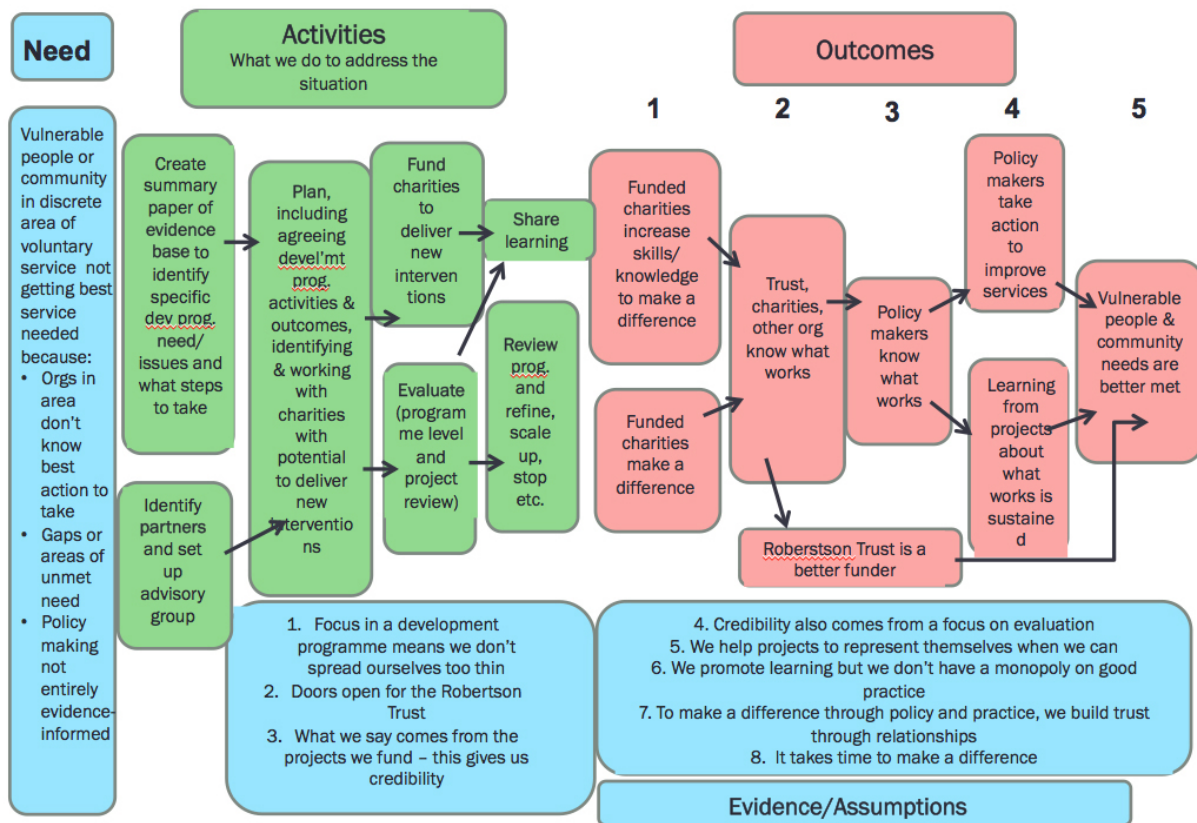 Need
Activities
What we do to address the
situation
Outcomes
1
2
3
4
5
Vulnerable
people or
community
in discrete
area of
voluntary
service not
getting best
service
needed
because:
• Orgs in
area
don't
know
best
action to
take
• Gaps or
areas of
unmet
need
• Policy
making
not
entirely
evidence-
informed
Create
summary
paper of
evidence
base to
identify
specific
dev prog.
need/
issues and
what steps
to take
Identify
partners
and set
up
advisory
group
Plan,
including
agreeing
devel'mt
prog.
activities &
outcomes,
identifying
& working
with
charities
with
potential
to deliver
new
interventio
ns
Fund
charities
to
deliver
new
interven
tions
Share
learning
Evaluate
(program
me level
and
project
review)
Review
prog.
and
refine,
scale
up,
stop
etc.
Funded
charities
increase
skills/
knowledge
to make a
difference
Funded
charities
make a
difference
Trust,
charities,
other org
know what
works
Roberstson Trust is a
better funder
Policy
makers
know
what
works
Policy
makers
take
action
to
improve
services
Learning
from
projects
about
what
works is
sustaine
d
Vulnerable
people &
community
needs are
better met
1. Focus in a development
programme means we don't
spread ourselves too thin
2. Doors open for the Robertson
Trust
3. What we say comes from the
projects we fund – this gives us
credibility
4. Credibility also comes from a focus on evaluation
5. We help projects to represent themselves when we can
6. We promote learning but we don't have a monopoly on good
practice
7. To make a difference through policy and practice, we build trust
through relationships
8. It takes time to make a difference
Evidence/Assumptions